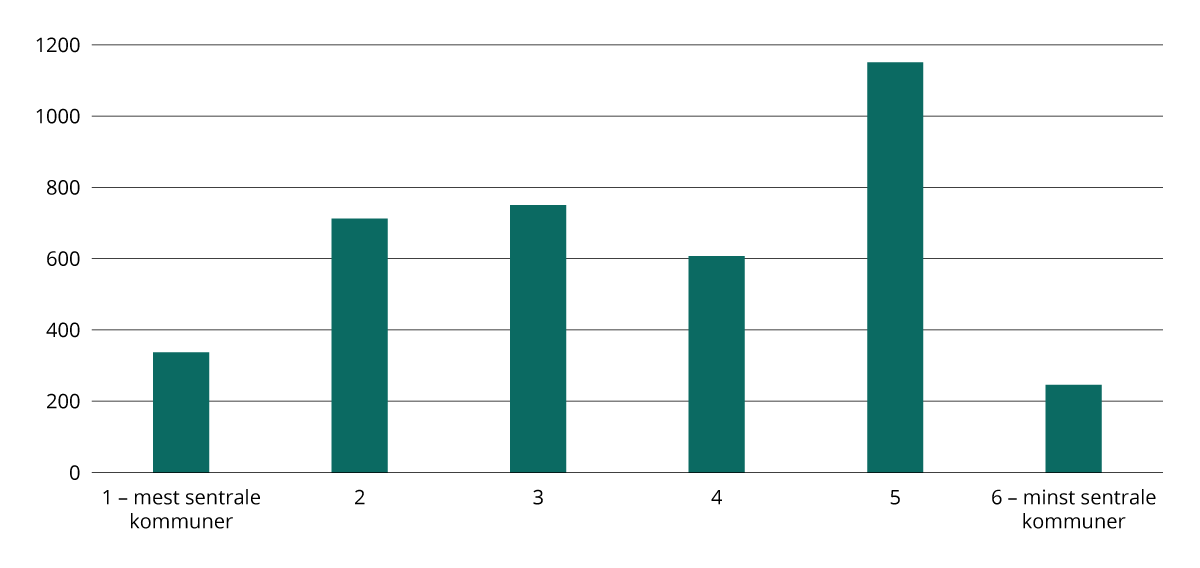 1200
1000
800
600
400
200
0
1 – mest sentrale
kommuner
2
3
4
5
6 – minst sentrale
kommuner